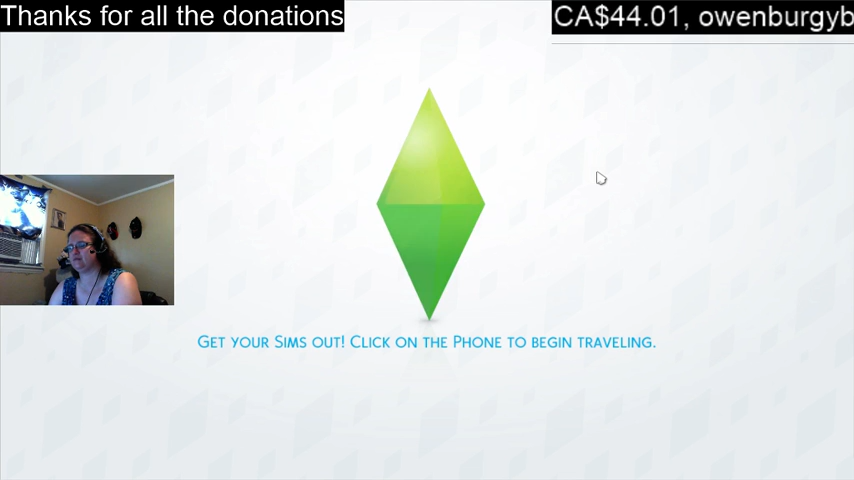 Thanks for all the donations
CA$44.01, owenburgyb
Get your Sims out! Click on the Phone to begin traveling.